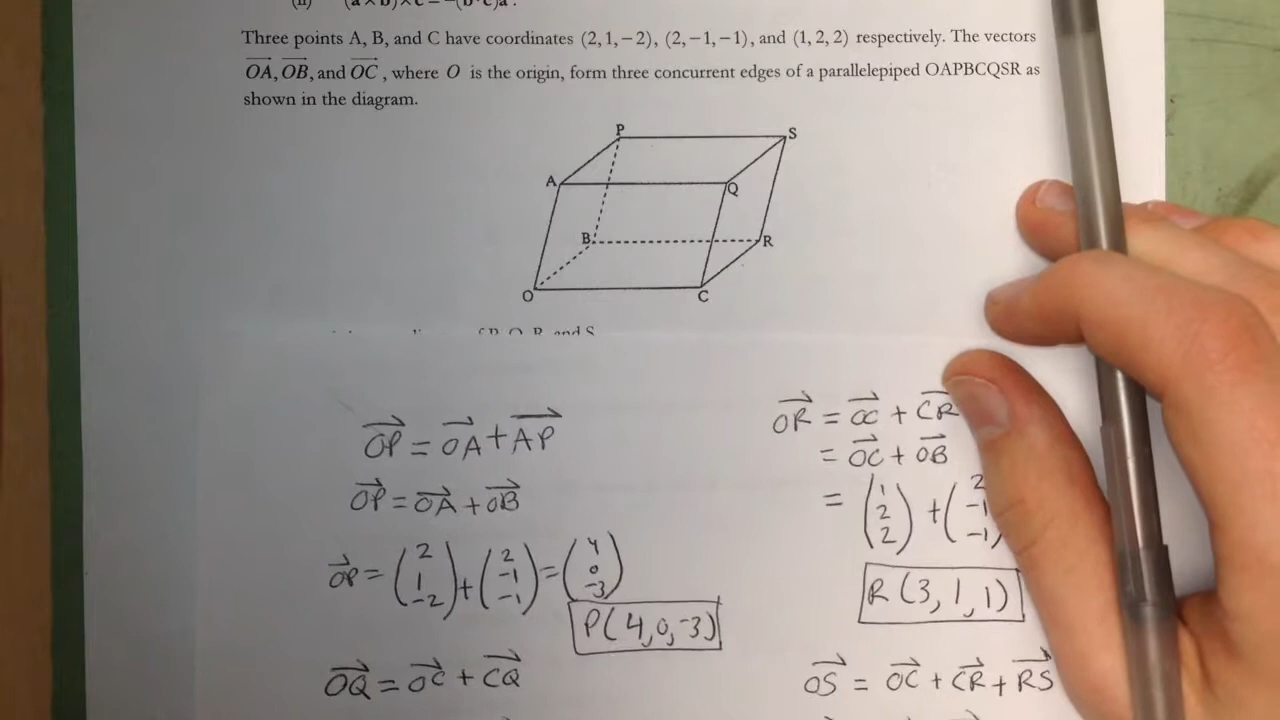 (ii) (a × b) × c = -(b·c)a.
Three points A, B, and C have coordinates (2, 1, −2), (2, −1, −1), and (1, 2, 2) respectively. The vectors
OA, OB, and OC, where O is the origin, form three concurrent edges of a parallelepiped OAPBCQSR as
shown in the diagram.
P
S
A
Q
B
R
O
C
and S
OP = OA + AP
OP = OA + OB
OP = (2 1 -2) + (2 -1 -1) = (4 0 -3)
P(4, 0, -3)
OQ = OC + CQ
OR = OC + CR
= OC + OB
= (1 2 2) + (2 -1 -1)
R(3, 1, 1)
OS = OC + CR + RS